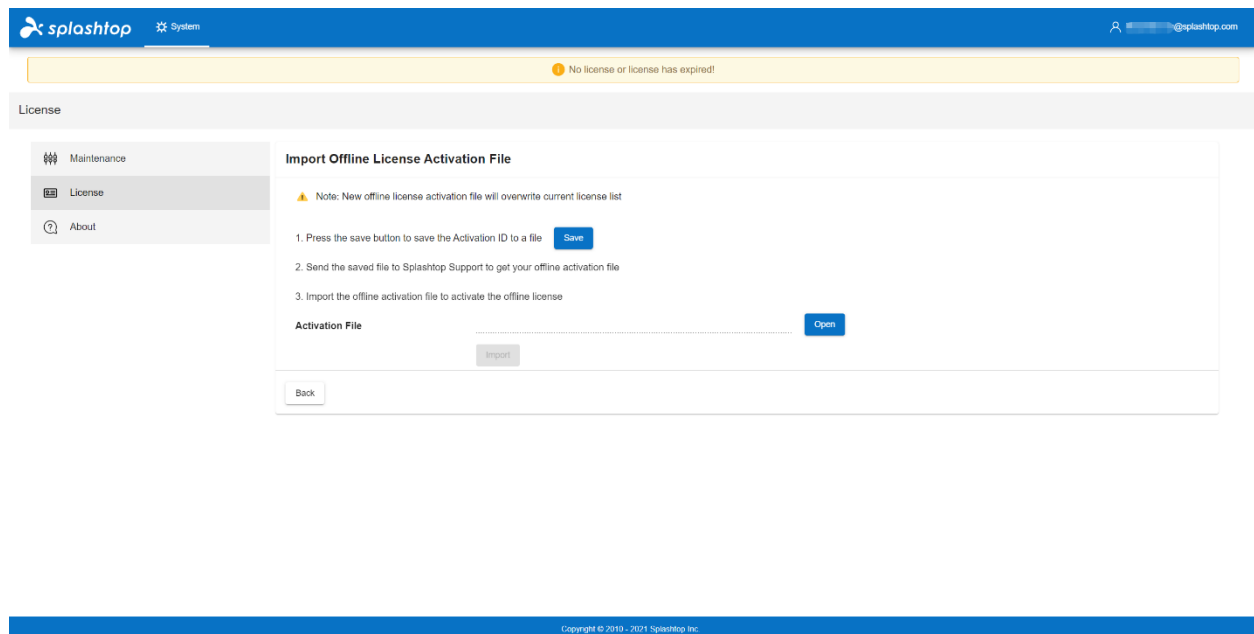 splashtop System @splashtop.com
No license or license has expired!
License
Maintenance
License
About
Import Offline License Activation File
Note: New offline license activation file will overwrite current license list
1. Press the save button to save the Activation ID to a file Save
2. Send the saved file to Splashtop Support to get your offline activation file
3. Import the offline activation file to activate the offline license
Activation File Open
Import
Back
Copyright © 2010 - 2021 Splashtop Inc